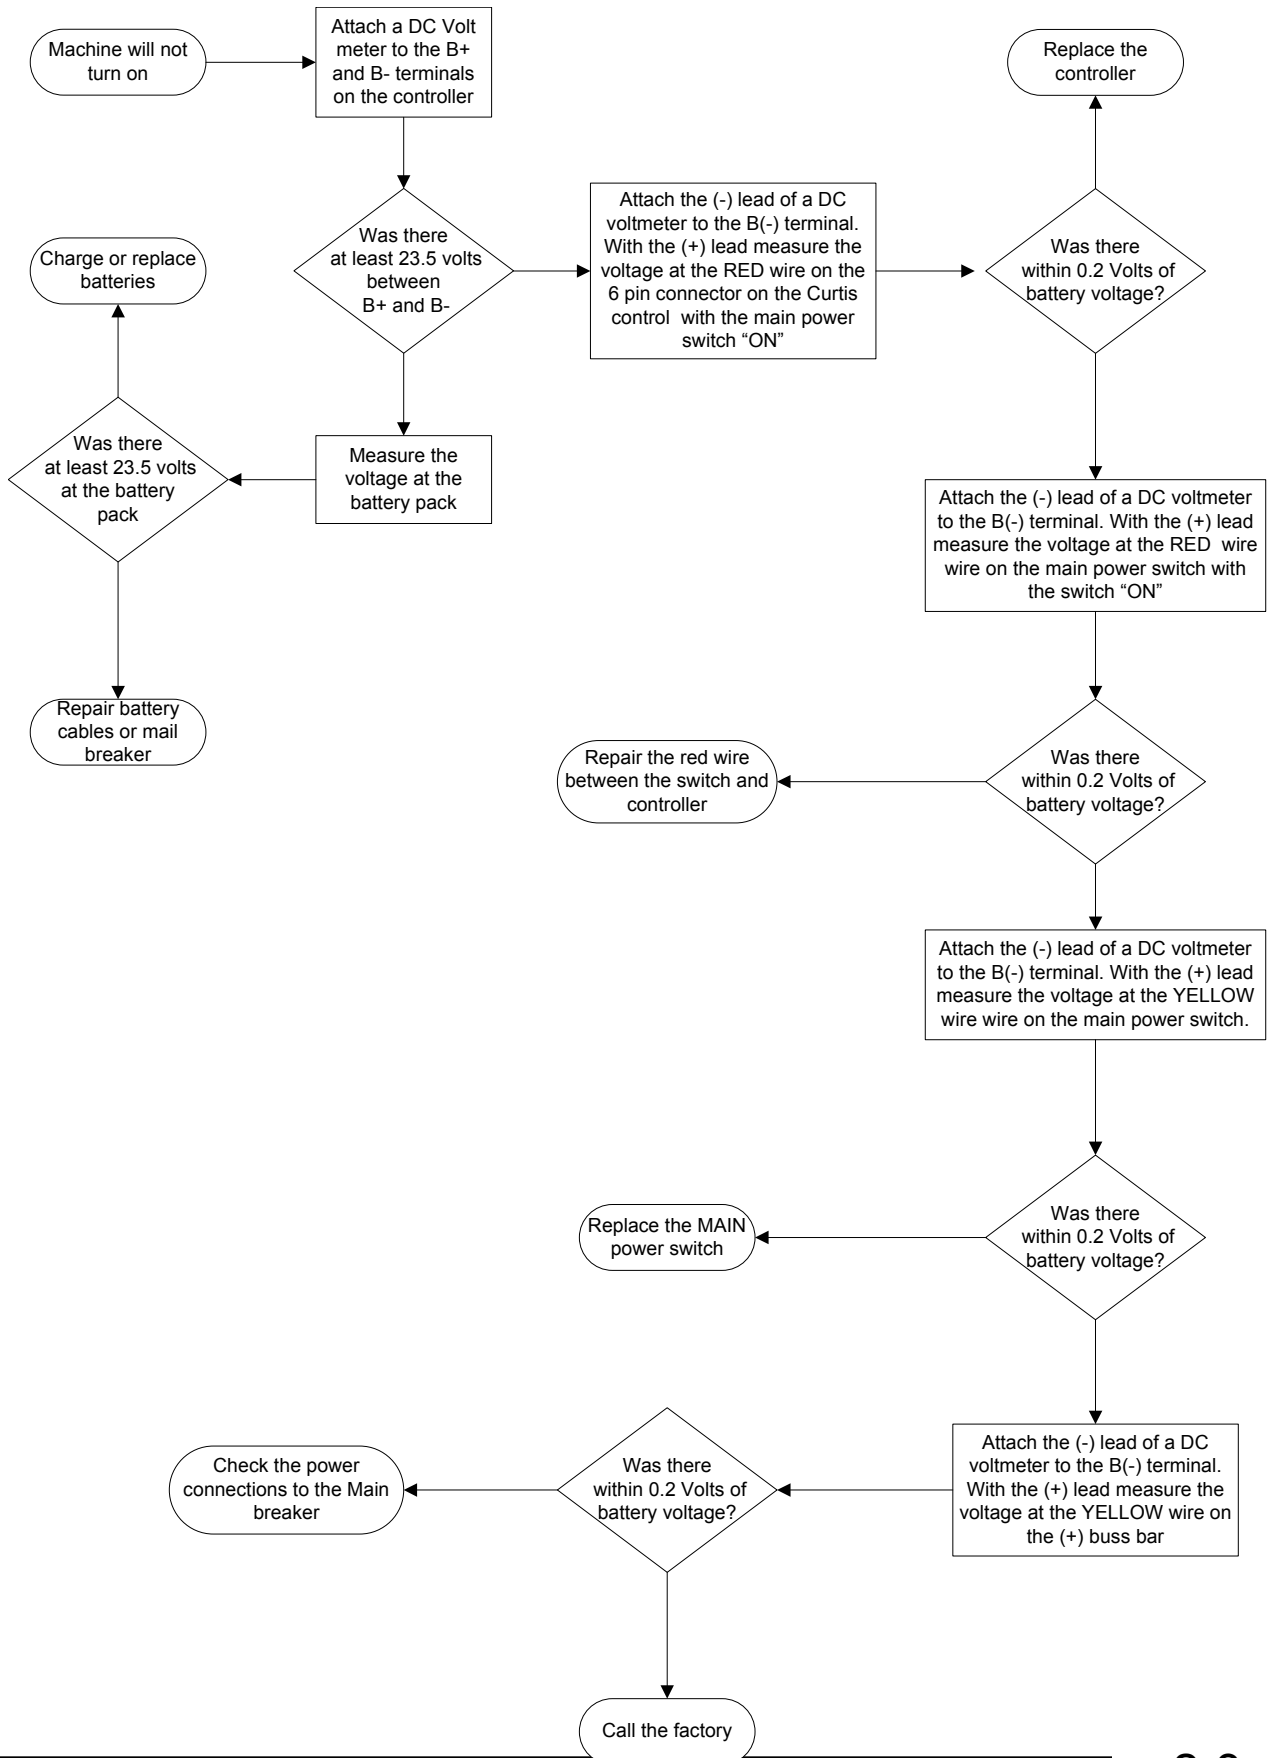 Machine will not
turn on
Attach a DC Volt
meter to the B+
and B- terminals
on the controller
Replace the
controller
Was there
at least 23.5 volts
between
B+ and B-
Attach the (-) lead of a DC
voltmeter to the B(-) terminal.
With the (+) lead measure the
voltage at the RED wire on the
6 pin connector on the Curtis
control with the main power
switch “ON”
Was there
within 0.2 Volts of
battery voltage?
Charge or replace
batteries
Was there
at least 23.5 volts
at the battery
pack
Measure the
voltage at the
battery pack
Repair battery
cables or mail
breaker
Attach the (-) lead of a DC voltmeter
to the B(-) terminal. With the (+) lead
measure the voltage at the RED wire
wire on the main power switch with
the switch “ON”
Repair the red wire
between the switch and
controller
Was there
within 0.2 Volts of
battery voltage?
Attach the (-) lead of a DC voltmeter
to the B(-) terminal. With the (+) lead
measure the voltage at the YELLOW
wire wire on the main power switch.
Replace the MAIN
power switch
Was there
within 0.2 Volts of
battery voltage?
Check the power
connections to the Main
breaker
Was there
within 0.2 Volts of
battery voltage?
Attach the (-) lead of a DC
voltmeter to the B(-) terminal.
With the (+) lead measure the
voltage at the YELLOW wire on
the (+) buss bar
Call the factory